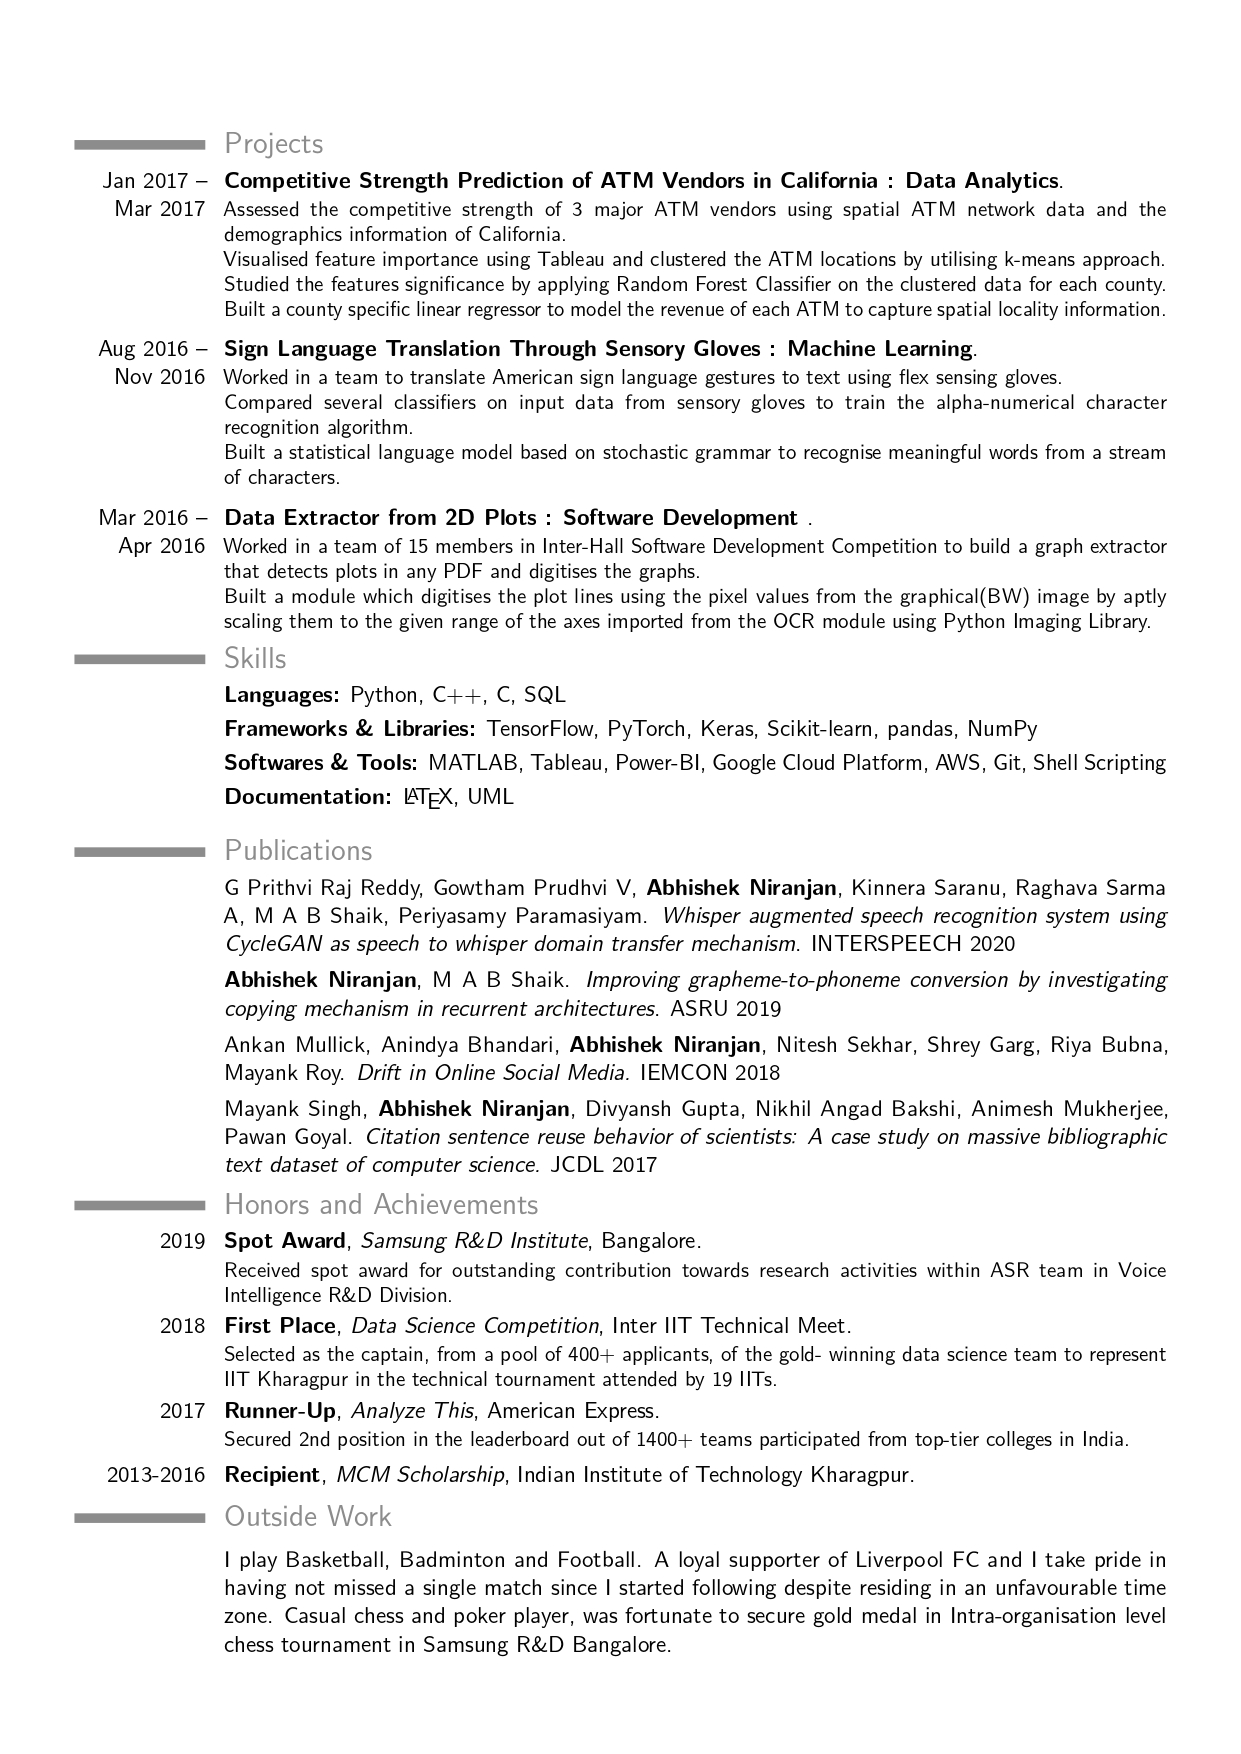 Projects
Jan 2017 – Competitive Strength Prediction of ATM Vendors in California : Data Analytics.
Mar 2017 Assessed the competitive strength of 3 major ATM vendors using spatial ATM network data and the
demographics information of California.
Visualised feature importance using Tableau and clustered the ATM locations by utilising k-means approach.
Studied the features significance by applying Random Forest Classifier on the clustered data for each county.
Built a county specific linear regressor to model the revenue of each ATM to capture spatial locality information.
Aug 2016 – Sign Language Translation Through Sensory Gloves : Machine Learning.
Nov 2016 Worked in a team to translate American sign language gestures to text using flex sensing gloves.
Compared several classifiers on input data from sensory gloves to train the alpha-numerical character
recognition algorithm.
Built a statistical language model based on stochastic grammar to recognise meaningful words from a stream
of characters.
Mar 2016 – Data Extractor from 2D Plots : Software Development .
Apr 2016 Worked in a team of 15 members in Inter-Hall Software Development Competition to build a graph extractor
that detects plots in any PDF and digitises the graphs.
Built a module which digitises the plot lines using the pixel values from the graphical(BW) image by aptly
scaling them to the given range of the axes imported from the OCR module using Python Imaging Library.
Skills
Languages: Python, C++, C, SQL
Frameworks & Libraries: TensorFlow, PyTorch, Keras, Scikit-learn, pandas, NumPy
Softwares & Tools: MATLAB, Tableau, Power-BI, Google Cloud Platform, AWS, Git, Shell Scripting
Documentation: LATEX, UML
Publications
G Prithvi Raj Reddy, Gowtham Prudhvi V, Abhishek Niranjan, Kinnera Saranu, Raghava Sarma
A, M A B Shaik, Periyasamy Paramasiyam. Whisper augmented speech recognition system using
CycleGAN as speech to whisper domain transfer mechanism. INTERSPEECH 2020
Abhishek Niranjan, M A B Shaik. Improving grapheme-to-phoneme conversion by investigating
copying mechanism in recurrent architectures. ASRU 2019
Ankan Mullick, Anindya Bhandari, Abhishek Niranjan, Nitesh Sekhar, Shrey Garg, Riya Bubna,
Mayank Roy. Drift in Online Social Media. IEMCON 2018
Mayank Singh, Abhishek Niranjan, Divyansh Gupta, Nikhil Angad Bakshi, Animesh Mukherjee,
Pawan Goyal. Citation sentence reuse behavior of scientists: A case study on massive bibliographic
text dataset of computer science. JCDL 2017
Honors and Achievements
2019 Spot Award, Samsung R&D Institute, Bangalore.
Received spot award for outstanding contribution towards research activities within ASR team in Voice
Intelligence R&D Division.
2018 First Place, Data Science Competition, Inter IIT Technical Meet.
Selected as the captain, from a pool of 400+ applicants, of the gold- winning data science team to represent
IIT Kharagpur in the technical tournament attended by 19 IITs.
2017 Runner-Up, Analyze This, American Express.
Secured 2nd position in the leaderboard out of 1400+ teams participated from top-tier colleges in India.
2013-2016 Recipient, MCM Scholarship, Indian Institute of Technology Kharagpur.
Outside Work
I play Basketball, Badminton and Football. A loyal supporter of Liverpool FC and I take pride in
having not missed a single match since I started following despite residing in an unfavourable time
zone. Casual chess and poker player, was fortunate to secure gold medal in Intra-organisation level
chess tournament in Samsung R&D Bangalore.